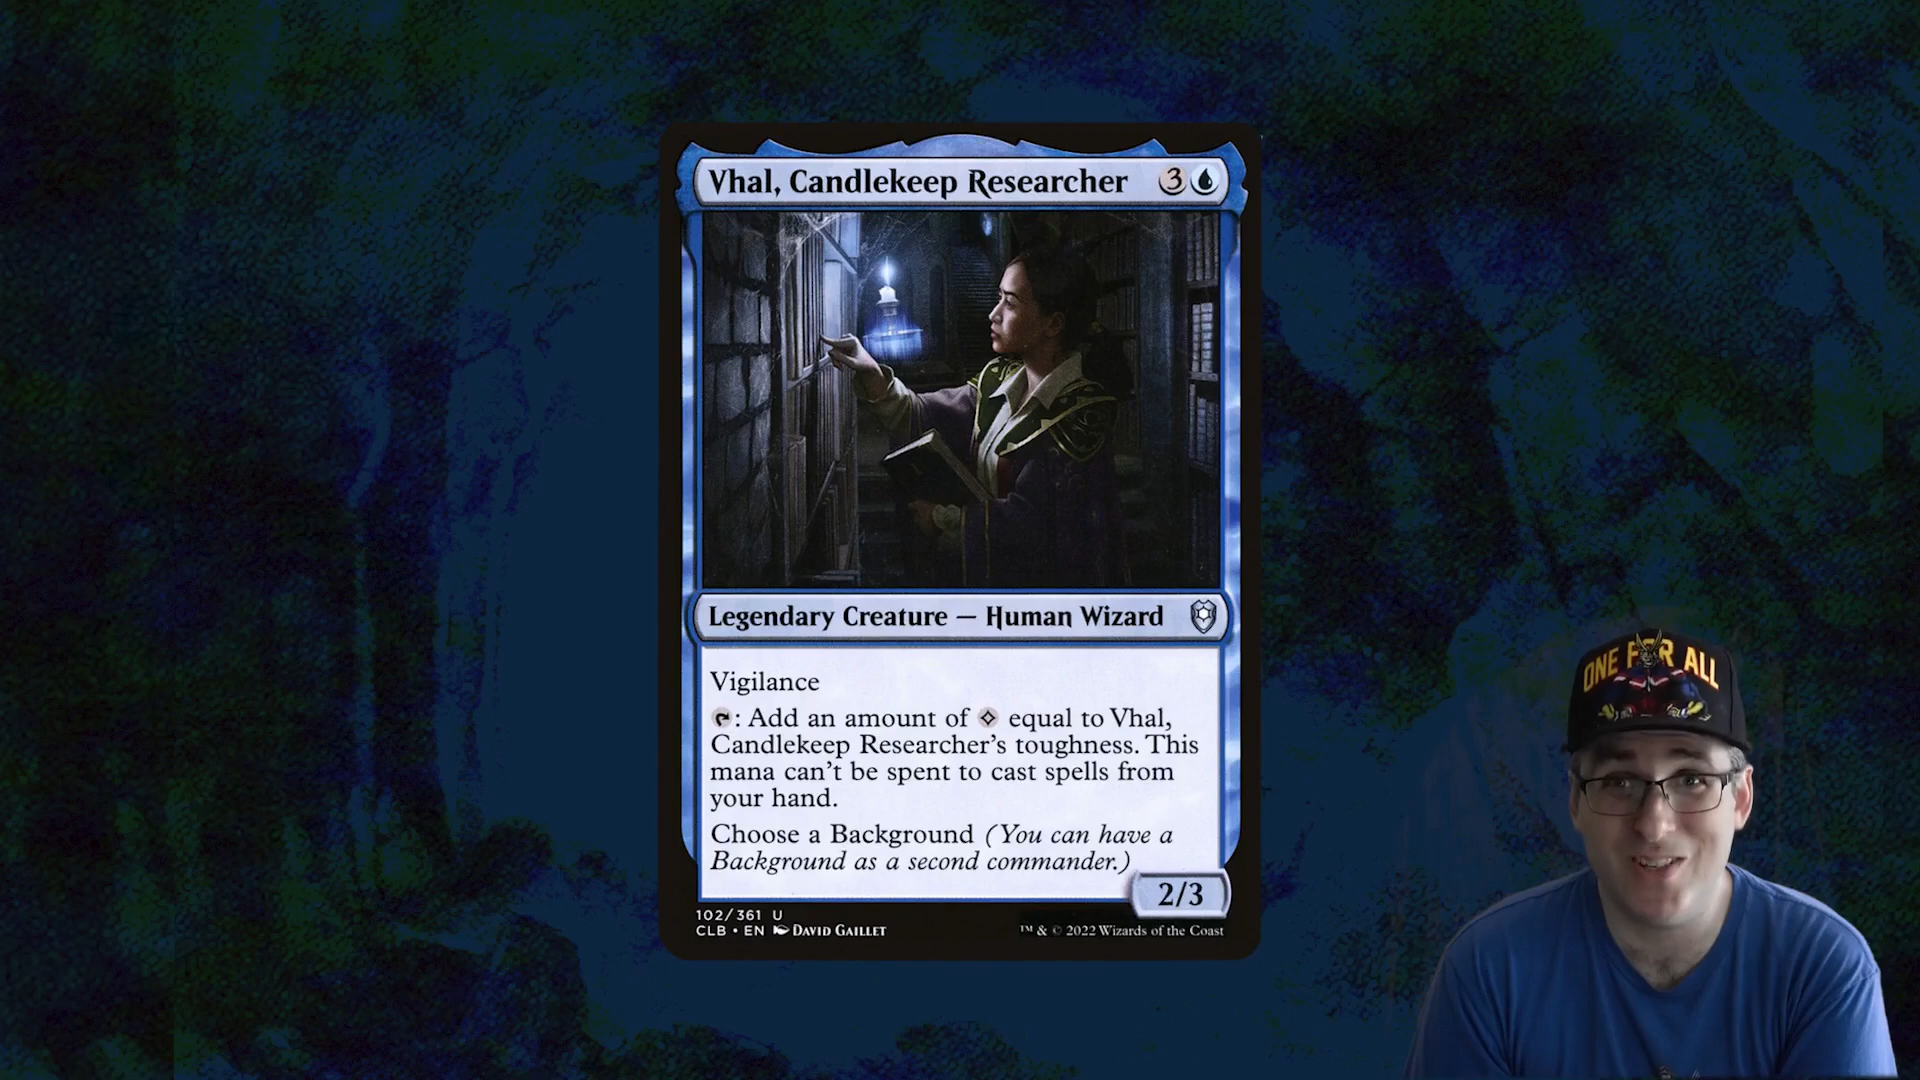 Vhal, Candlekeep Researcher 3
Legendary Creature — Human Wizard
Vigilance
: Add an amount of equal to Vhal,
Candlekeep Researcher's toughness. This
mana can't be spent to cast spells from
your hand.
Choose a Background (You can have a
Background as a second commander.)
2/3
102/361 U
CLB • EN DAVID GAILLET
™ & © 2022 Wizards of the Coast
ONE FOR ALL